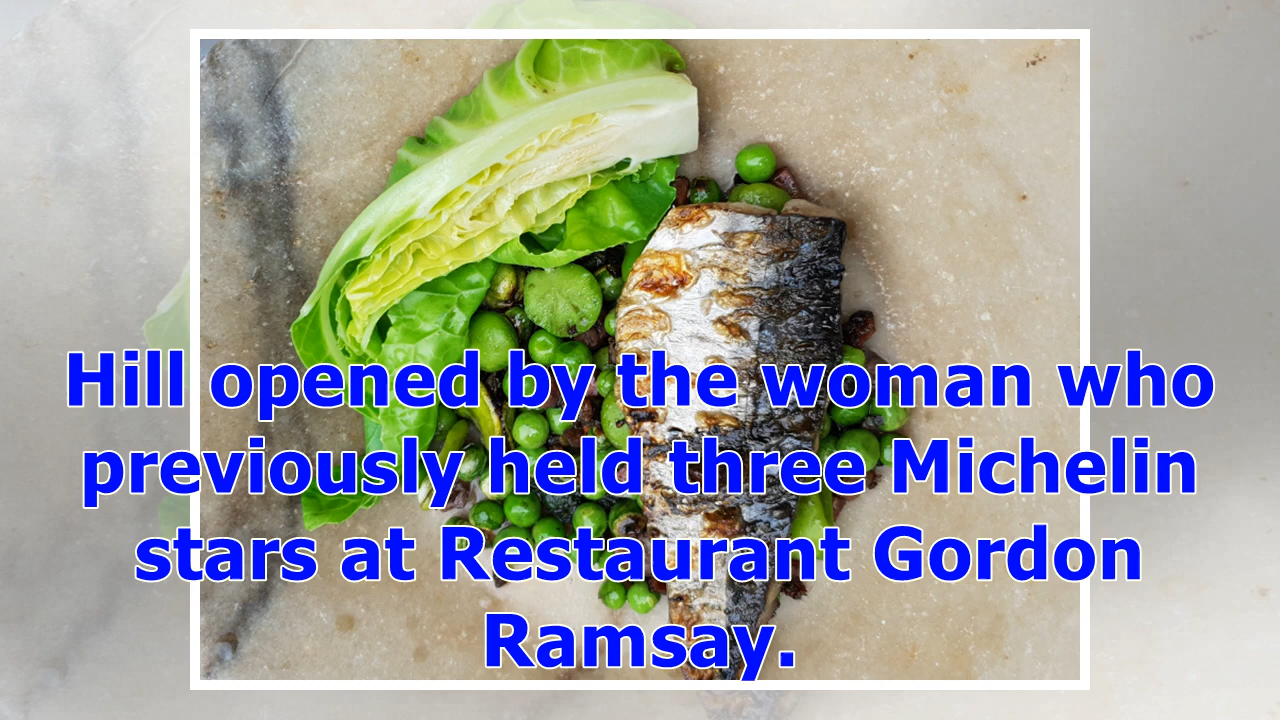 Hill opened by the woman who
previously held three Michelin
stars at Restaurant Gordon
Ramsay.